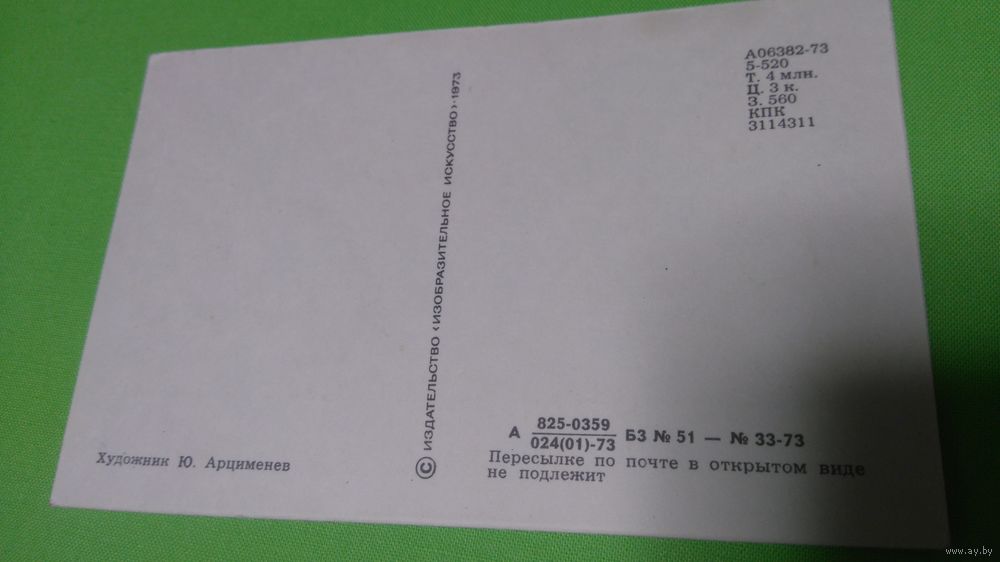 А06382-73
5-520
Т. 4 млн.
Ц. 3 к.
З. 560
КПК
3114311
© ИЗДАТЕЛЬСТВО «ИЗОБРАЗИТЕЛЬНОЕ ИСКУССТВО» · 1973
Художник Ю. Арцименев
А 825-0359
024(01)-73 БЗ № 51 — № 33-73
Пересылке по почте в открытом виде
не подлежит
www.ay.by